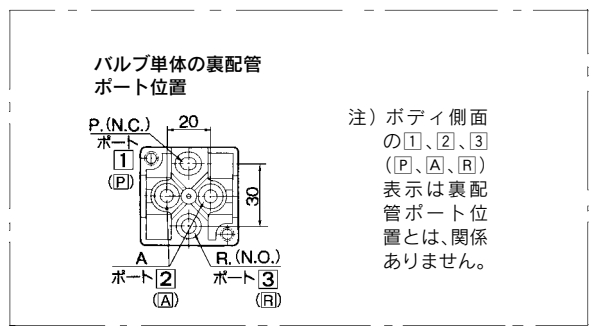 バルブ単体の裏配管
ポート位置
P.(N.C.)
ポート
1
(P)
20
30
A
ポート2
(A)
R.(N.O.)
ポート3
(R)
注）ボディ側面
の1、2、3
(P、A、R)
表示は裏配
管ポート位
置とは、関係
ありません。